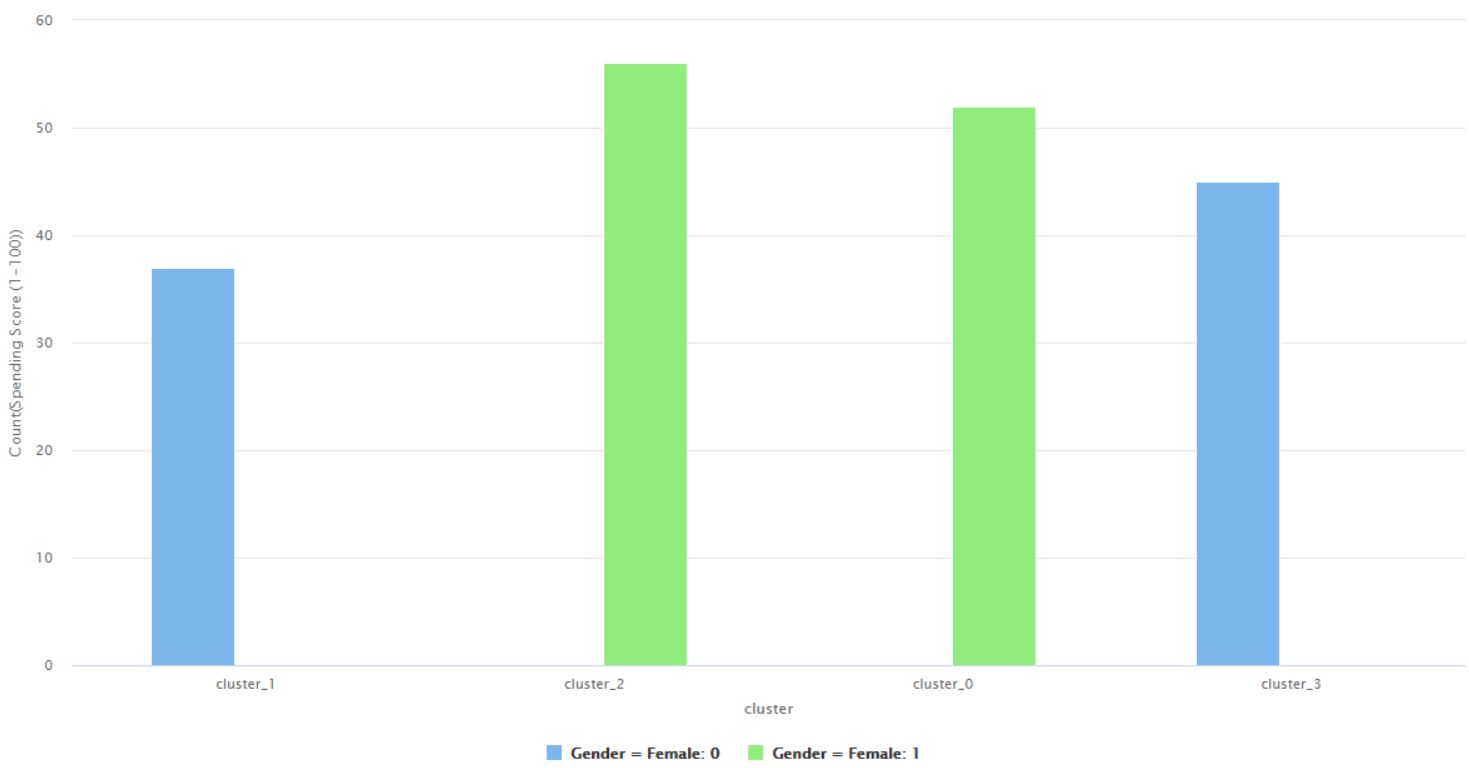 60
50
40
30
20
10
0
Count(Spending Score (1-100))
cluster_1 cluster_2 cluster_0 cluster_3
cluster
Gender = Female: 0 Gender = Female: 1